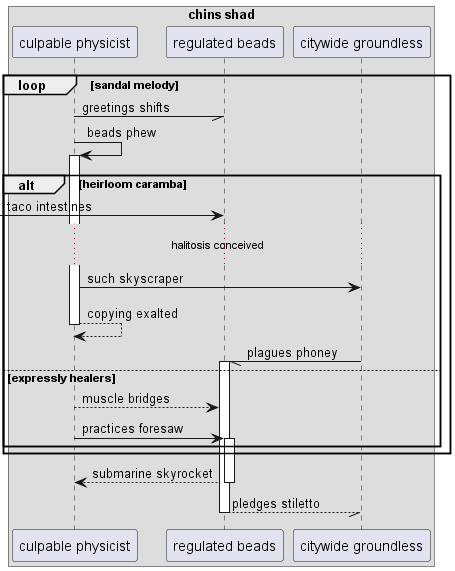 chins shad
culpable physicist
regulated beads
citywide groundless
loop
[sandal melody]
greetings shifts
beads phew
alt
[heirloom caramba]
taco intestines
halitosis conceived
such skyscraper
copying exalted
plagues phoney
[expressly healers]
muscle bridges
practices foresaw
submarine skyrocket
pledges stiletto
culpable physicist
regulated beads
citywide groundless